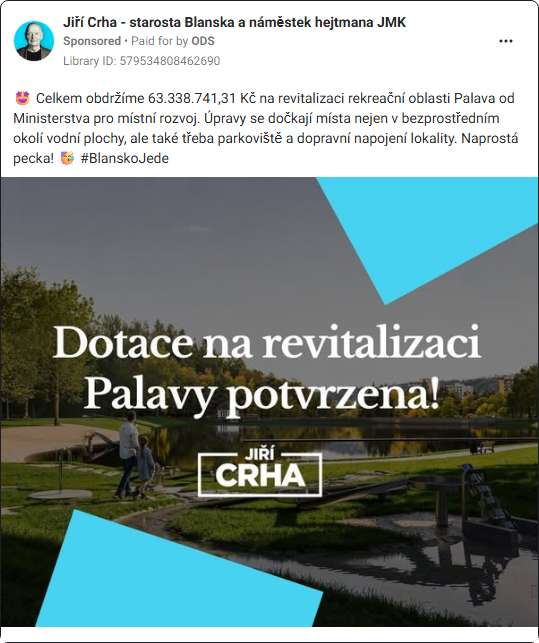 Jiří Crha - starosta Blanska a náměstek hejtmana JMK
Sponsored • Paid for by ODS
Library ID: 579534808462690
🤩 Celkem obdržíme 63.338.741,31 Kč na revitalizaci rekreační oblasti Palava od
Ministerstva pro místní rozvoj. Úpravy se dočkají místa nejen v bezprostředním
okolí vodní plochy, ale také třeba parkoviště a dopravní napojení lokality. Naprostá
pecka! 🥳 #BlanskoJede
Dotace na revitalizaci
Palavy potvrzena!
JIŘÍ
CRHA